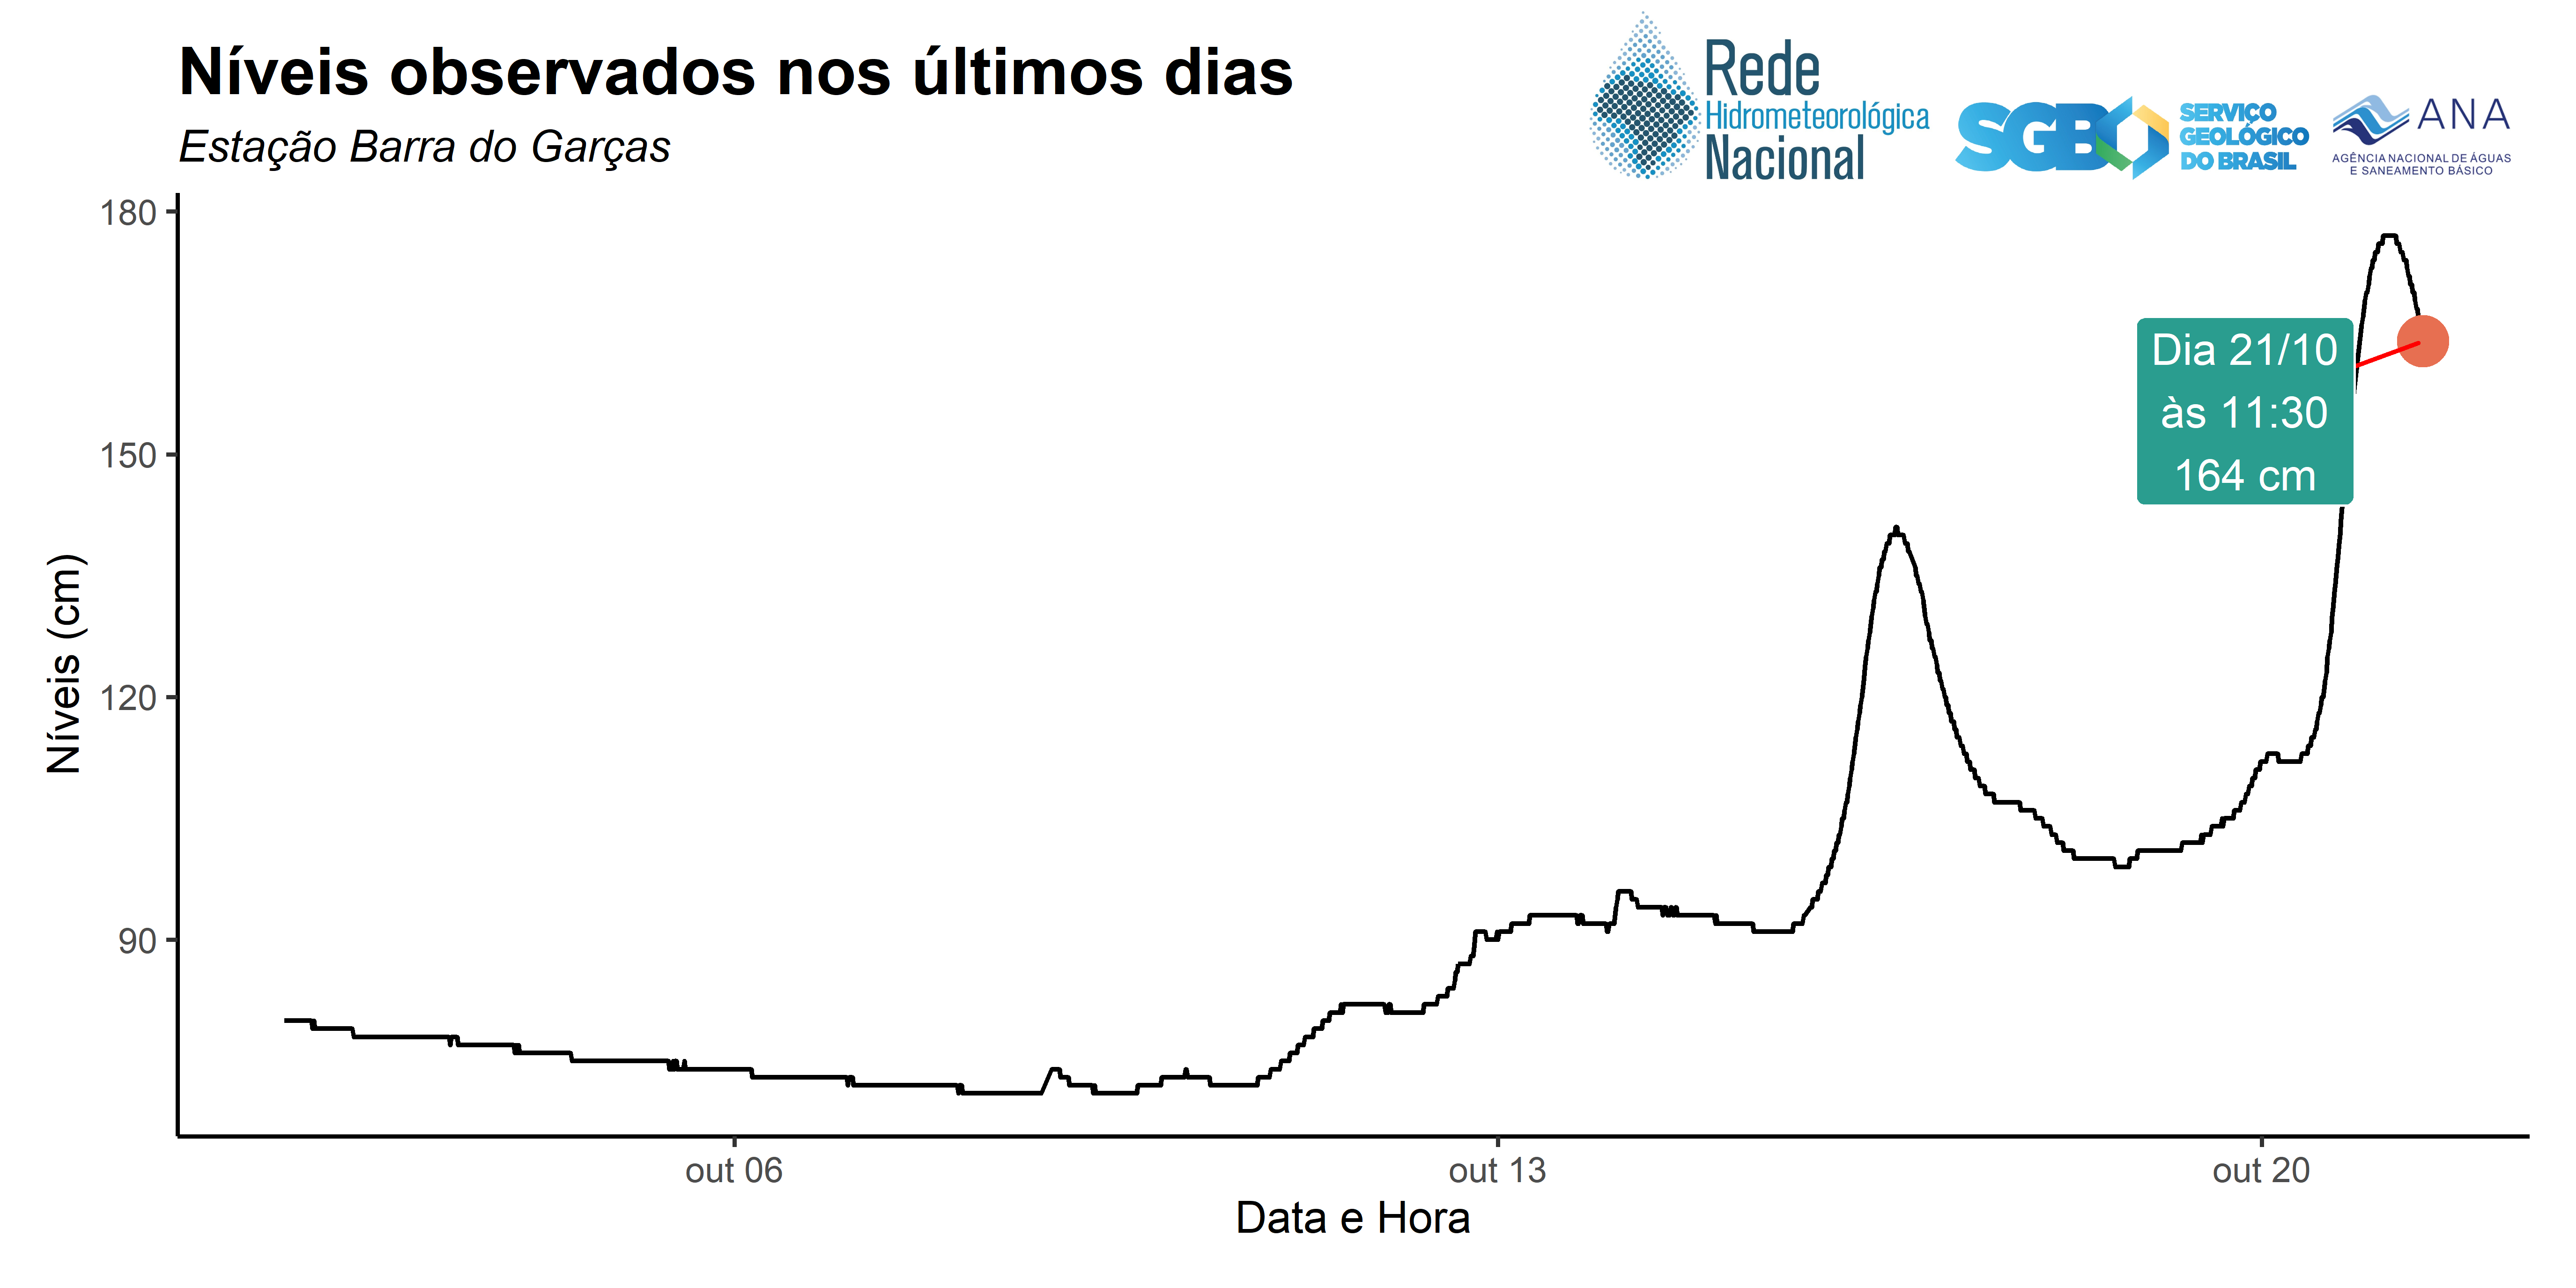 Níveis observados nos últimos dias
Estação Barra do Garças
Rede
Hidrometeorológica
Nacional
SGB
SERVIÇO
GEOLÓGICO
DO BRASIL
ANA
AGÊNCIA NACIONAL DE ÁGUAS
E SANEAMENTO BÁSICO
180
150
120
90
Níveis (cm)
Dia 21/10
às 11:30
164 cm
out 06
out 13
out 20
Data e Hora